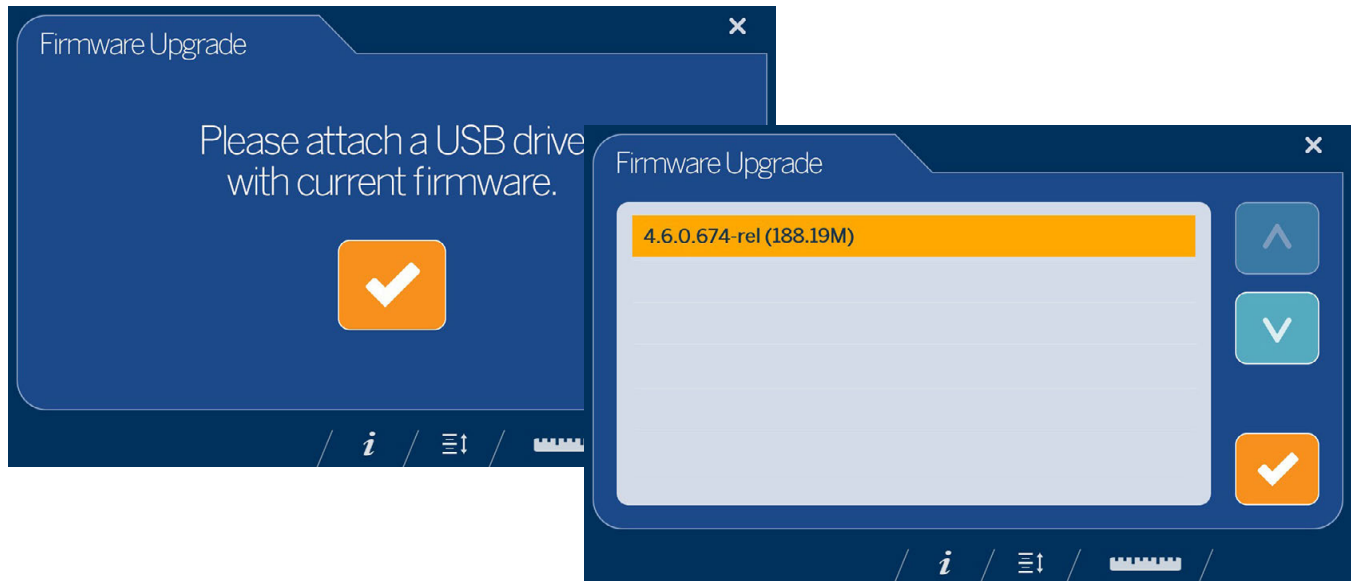 Firmware Upgrade
Please attach a USB drive
with current firmware.
i
Firmware Upgrade
4.6.0.674-rel (188.19M)
i